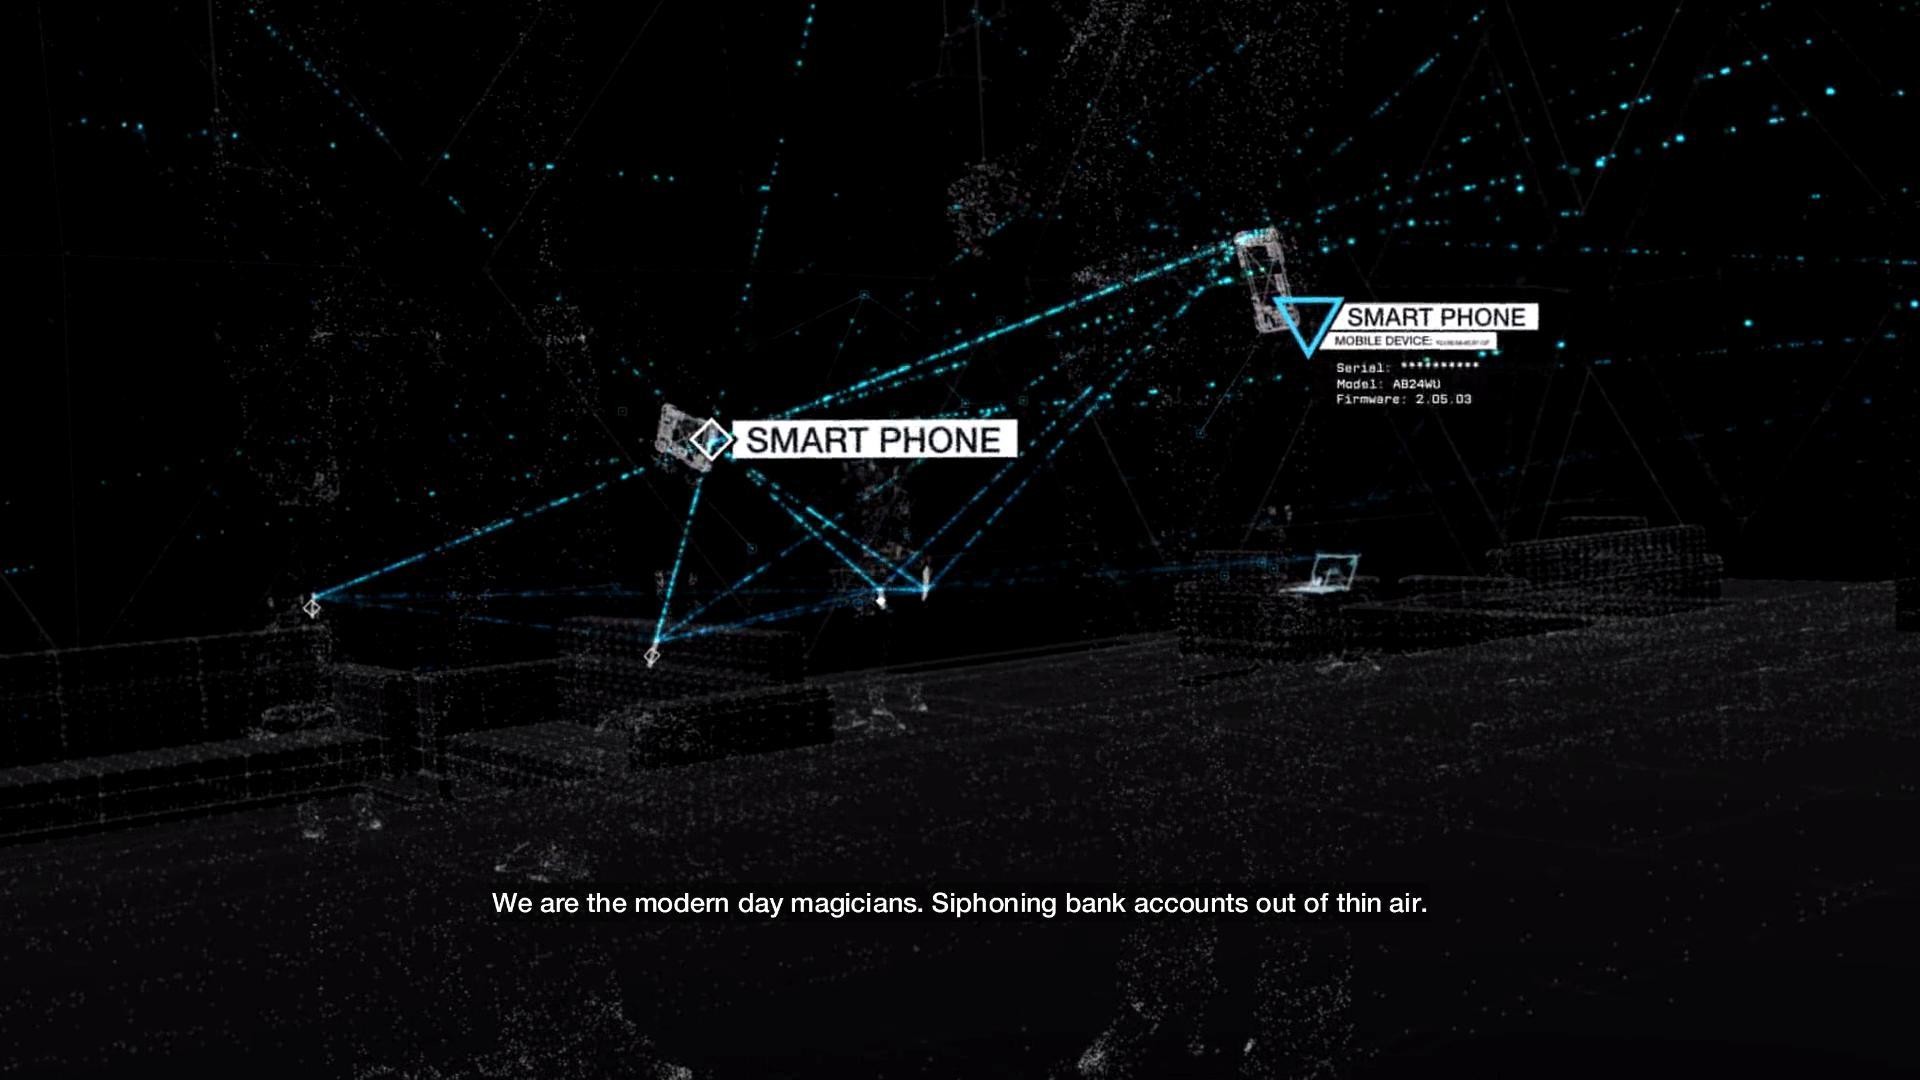 SMART PHONE
MOBILE DEVICE:
Serial: **********
Model: AB24WU
Firmware: 2.05.03
SMART PHONE
We are the modern day magicians. Siphoning bank accounts out of thin air.